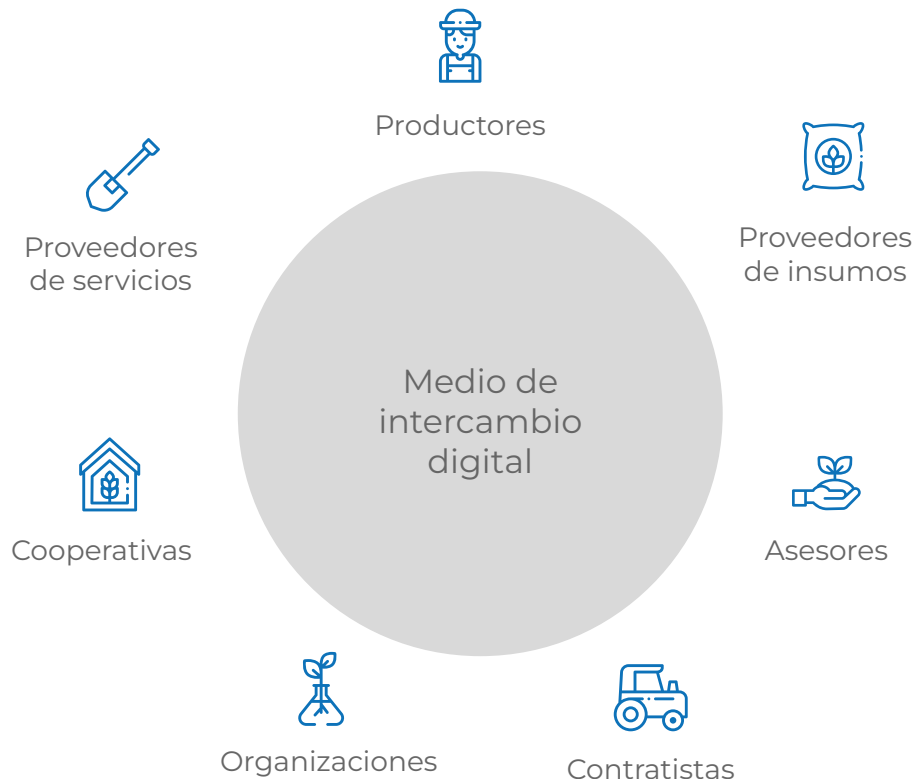 Productores
Proveedores
de servicios
Proveedores
de insumos
Medio de
intercambio
digital
Cooperativas
Asesores
Organizaciones
Contratistas